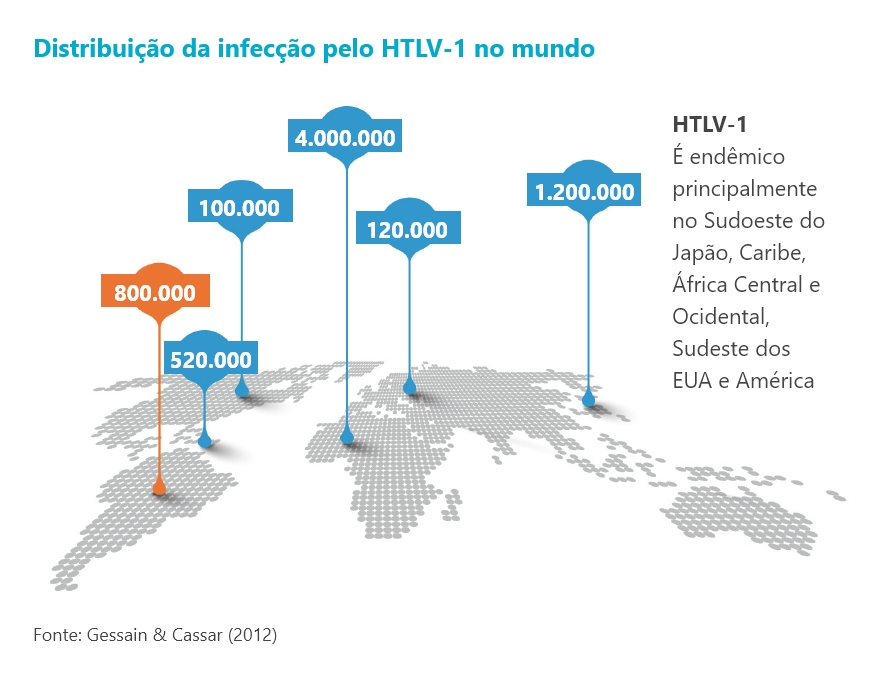 Distribuição da infecção pelo HTLV-1 no mundo
4.000.000
100.000
120.000
1.200.000
800.000
520.000
HTLV-1
É endêmico
principalmente
no Sudoeste do
Japão, Caribe,
África Central e
Ocidental,
Sudeste dos
EUA e América
Fonte: Gessain & Cassar (2012)